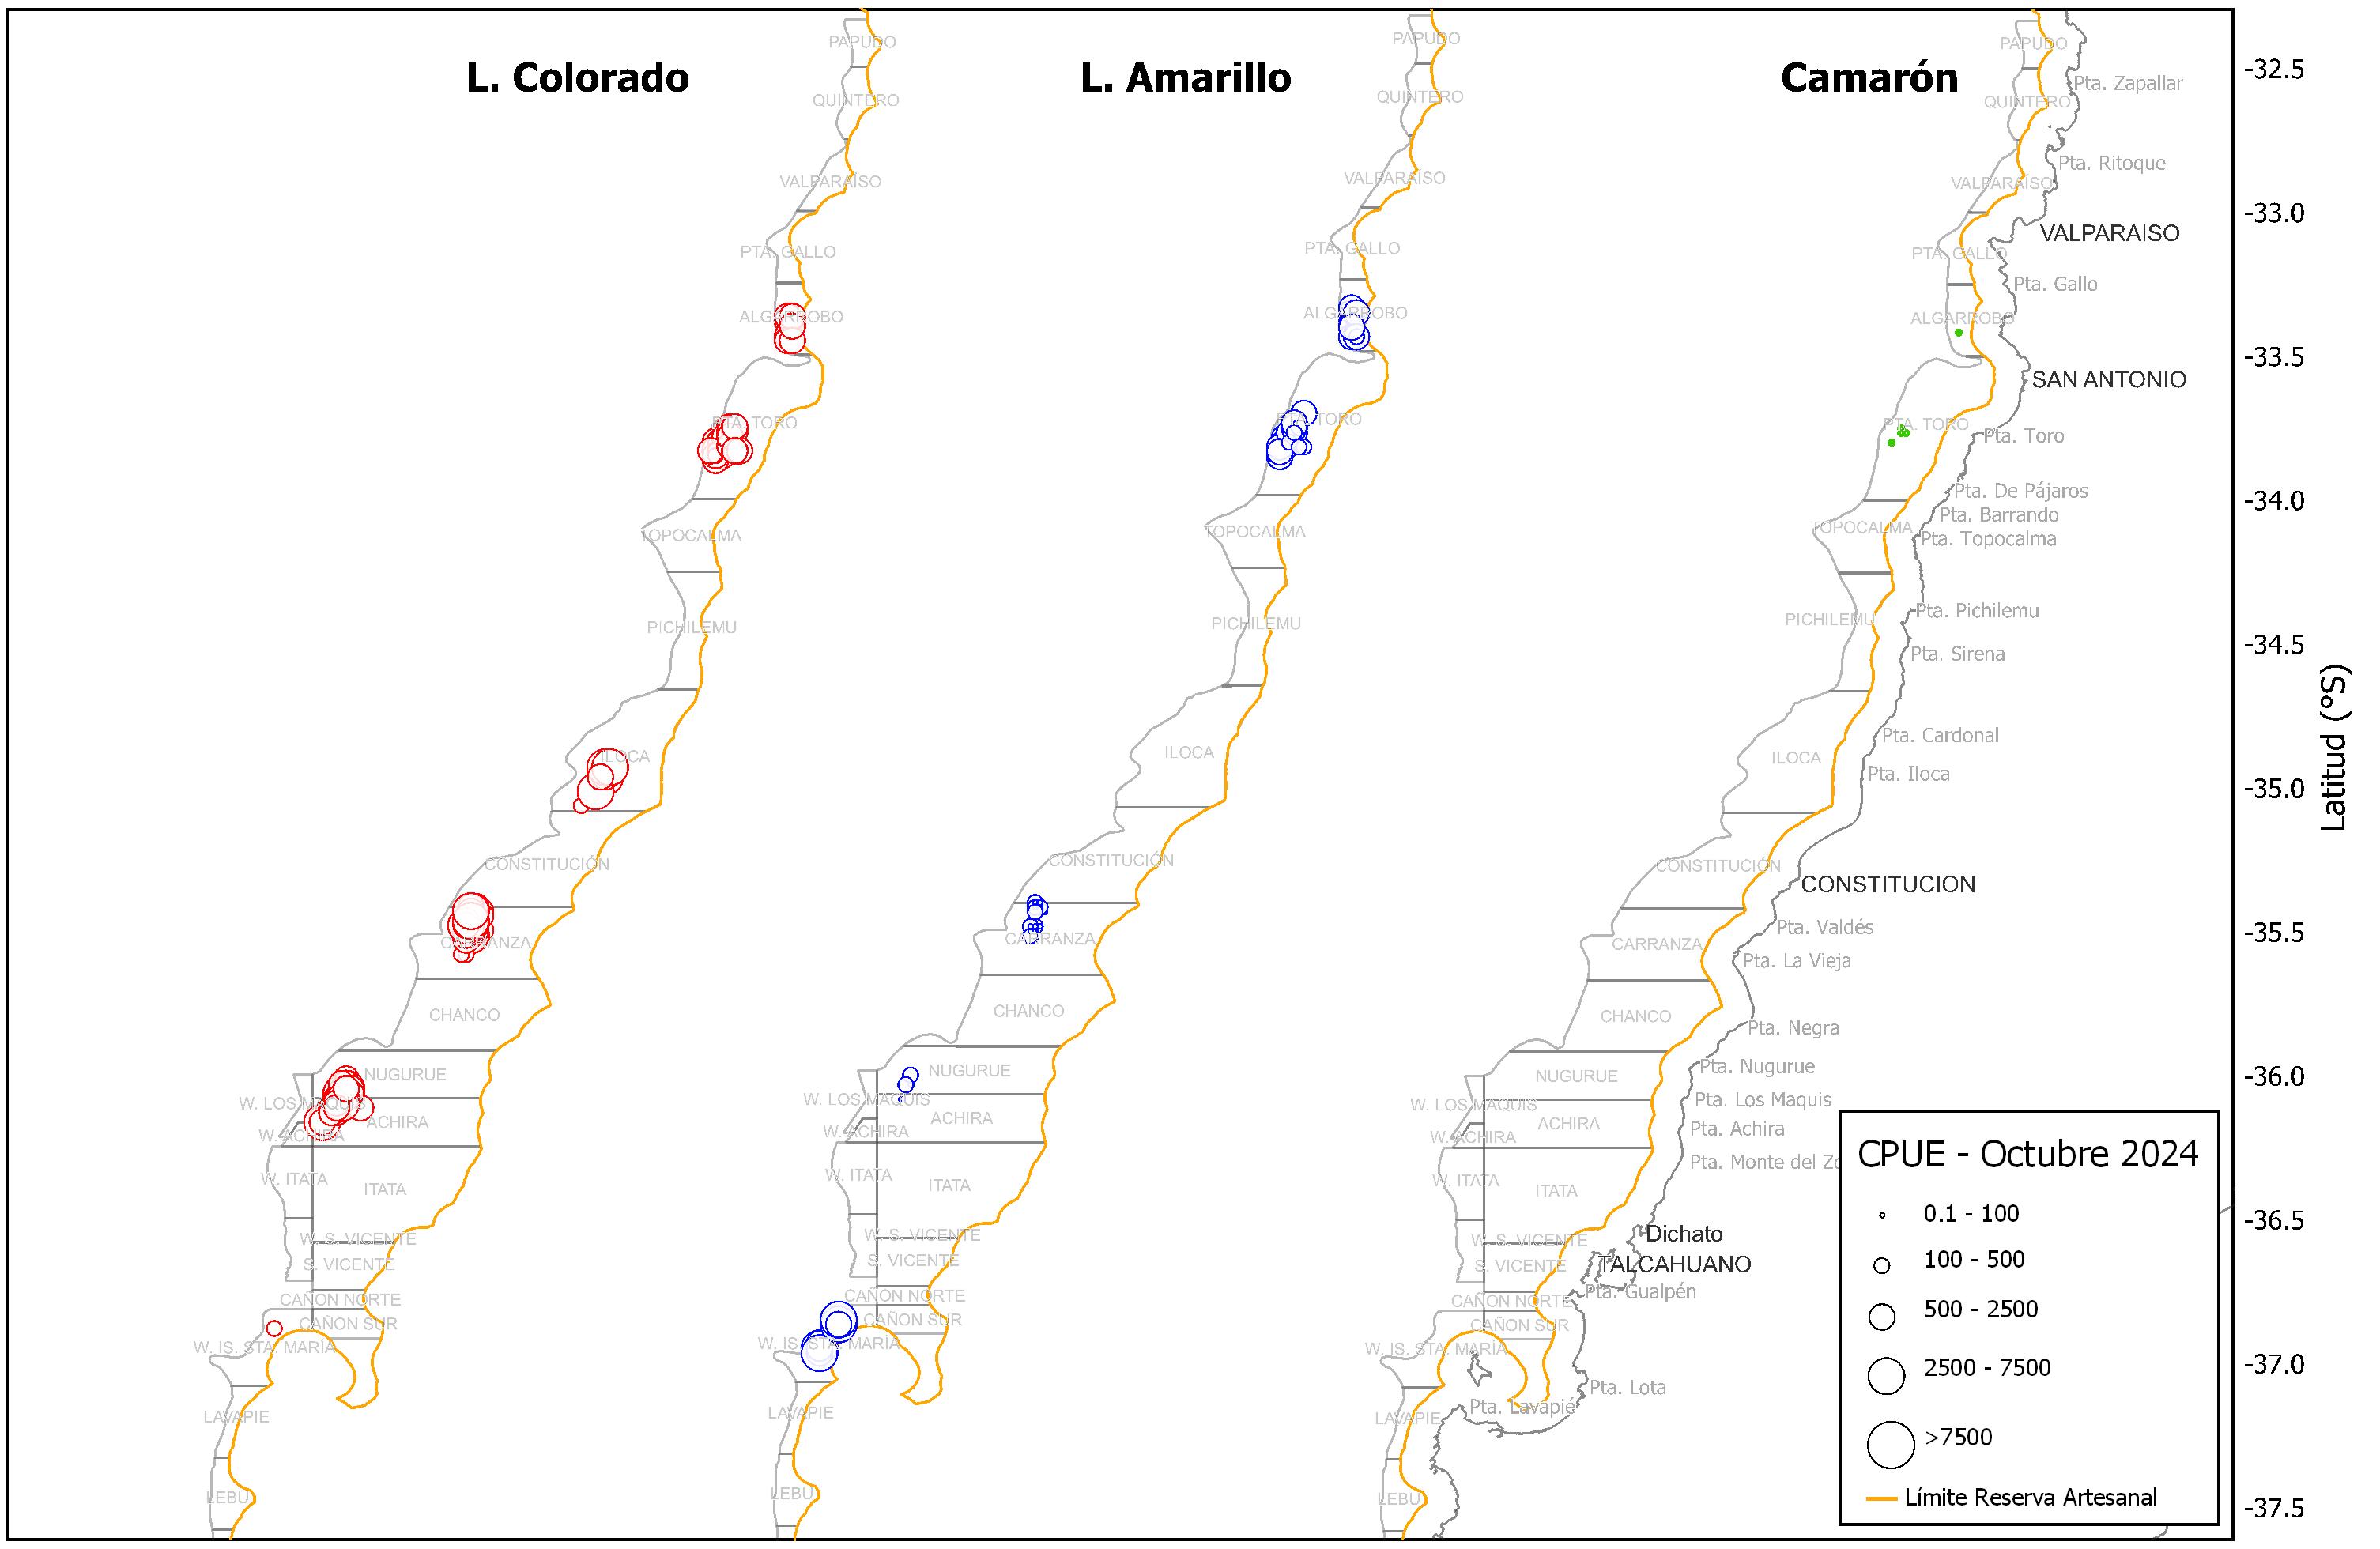 L. Colorado
L. Amarillo
Camarón
PAPUDO
QUINTERO
VALPARAÍSO
PTA. GALLO
ALGARROBO
PTA. TORO
TOPOCALMA
PICHILEMU
ILOCA
CONSTITUCIÓN
CARRANZA
CHANCO
NUGURUE
W. LOS MAQUIS
ACHIRA
W. ACHIRA
W. ITATA
ITATA
W. S. VICENTE
S. VICENTE
CAÑON NORTE
CAÑON SUR
W. IS. STA. MARÍA
LAVAPIE
LEBU
PAPUDO
QUINTERO
VALPARAÍSO
PTA. GALLO
ALGARROBO
PTA. TORO
TOPOCALMA
PICHILEMU
ILOCA
CONSTITUCIÓN
CARRANZA
CHANCO
NUGURUE
W. LOS MAQUIS
ACHIRA
W. ACHIRA
W. ITATA
ITATA
W. S. VICENTE
S. VICENTE
CAÑON NORTE
CAÑON SUR
W. IS. STA. MARÍA
LAVAPIE
LEBU
PAPUDO
QUINTERO
VALPARAÍSO
PTA. GALLO
ALGARROBO
PTA. TORO
TOPOCALMA
PICHILEMU
ILOCA
CONSTITUCIÓN
CARRANZA
CHANCO
NUGURUE
W. LOS MAQUIS
ACHIRA
W. ACHIRA
W. ITATA
ITATA
W. S. VICENTE
S. VICENTE
CAÑON NORTE
CAÑON SUR
W. IS. STA. MARÍA
LAVAPIE
LEBU
Pta. Zapallar
Pta. Ritoque
VALPARAISO
Pta. Gallo
SAN ANTONIO
Pta. Toro
Pta. De Pájaros
Pta. Barrando
Pta. Topocalma
Pta. Pichilemu
Pta. Sirena
Pta. Cardonal
Pta. Iloca
CONSTITUCION
Pta. Valdés
Pta. La Vieja
Pta. Negra
Pta. Nugurue
Pta. Los Maquis
Pta. Achira
Pta. Monte del Zo
Dichato
TALCAHUANO
Pta. Gualpén
Pta. Lota
Pta. Lavapié
CPUE - Octubre 2024
0.1 - 100
100 - 500
500 - 2500
2500 - 7500
>7500
Límite Reserva Artesanal
-32.5
-33.0
-33.5
-34.0
-34.5
-35.0
-35.5
-36.0
-36.5
-37.0
-37.5
Latitud (°S)